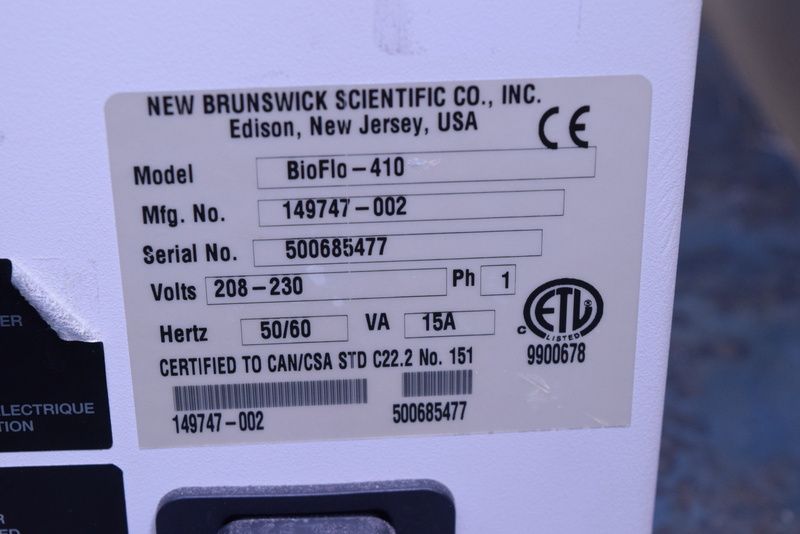 NEW BRUNSWICK SCIENTIFIC CO., INC.
Edison, New Jersey, USA
CE
Model BioFlo-410
Mfg. No. 149747-002
Serial No. 500685477
Volts 208-230 Ph 1
Hertz 50/60 VA 15A
C ETL ® LISTED
9900678
CERTIFIED TO CAN/CSA STD C22.2 No. 151
149747-002 500685477
ER
ELECTRIQUE
TION
R
ED